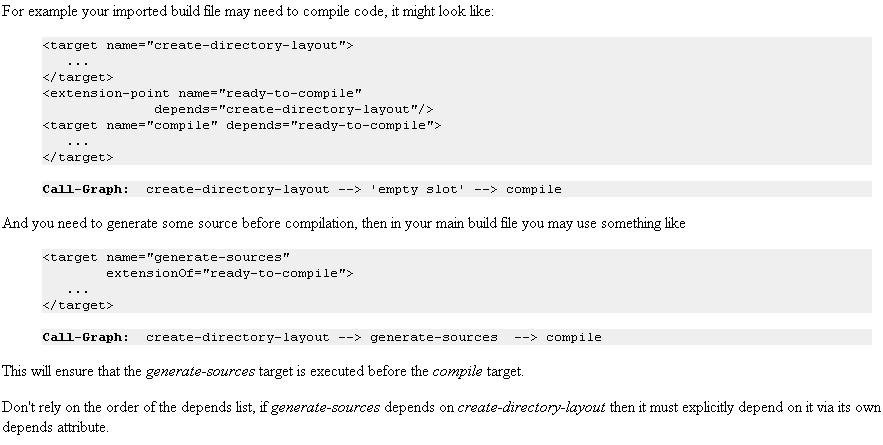 For example your imported build file may need to compile code, it might look like:
<target name="create-directory-layout">
   ...
</target>
<extension-point name="ready-to-compile"
              depends="create-directory-layout"/>
<target name="compile" depends="ready-to-compile">
   ...
</target>
Call-Graph:  create-directory-layout --> 'empty slot' --> compile
And you need to generate some source before compilation, then in your main build file you may use something like
<target name="generate-sources"
        extensionOf="ready-to-compile">
   ...
</target>
Call-Graph:  create-directory-layout --> generate-sources  --> compile
This will ensure that the generate-sources target is executed before the compile target.
Don't rely on the order of the depends list, if generate-sources depends on create-directory-layout then it must explicitly depend on it via its own
depends attribute.